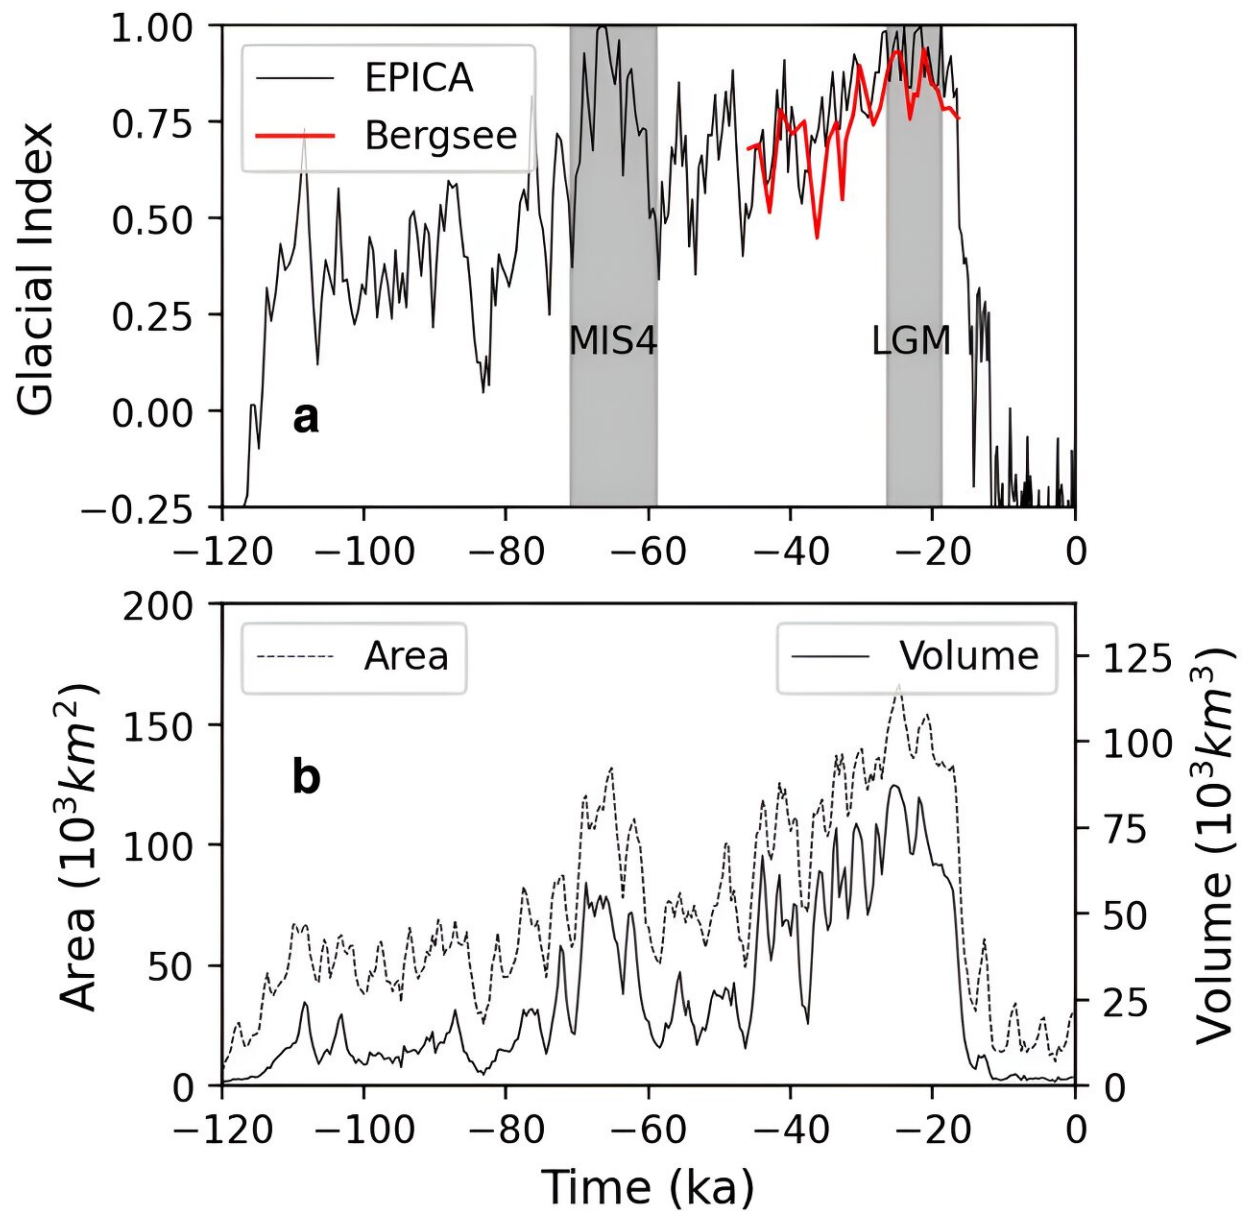 1.00
0.75
0.50
0.25
0.00
−0.25
Glacial Index
EPICA
Bergsee
MIS4
LGM
a
−120 −100 −80 −60 −40 −20 0
200
150
100
50
0
Area (10³km²)
Area
Volume
b
125
100
75
50
25
0
Volume (10³km³)
−120 −100 −80 −60 −40 −20 0
Time (ka)